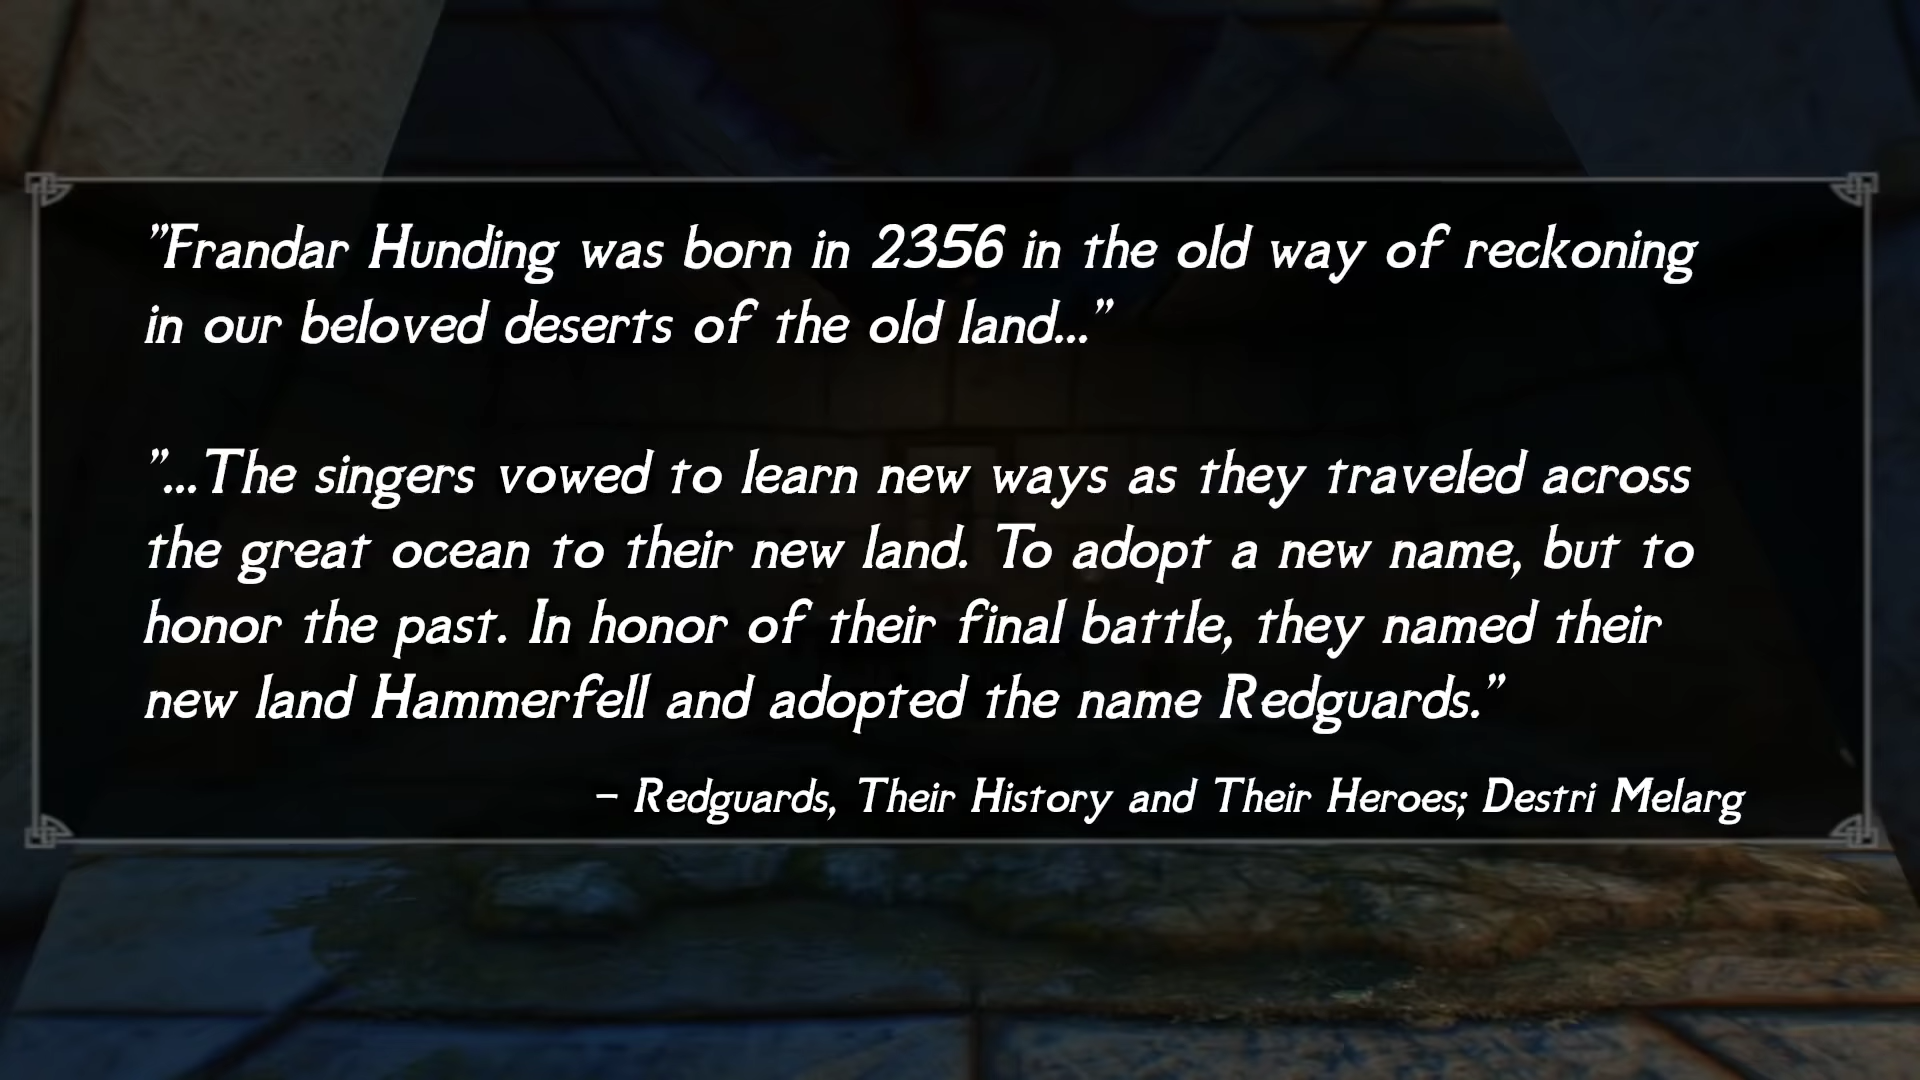 "Frandar Hunding was born in 2356 in the old way of reckoning
in our beloved deserts of the old land..."
"...The singers vowed to learn new ways as they traveled across
the great ocean to their new land. To adopt a new name, but to
honor the past. In honor of their final battle, they named their
new land Hammerfell and adopted the name Redguards."
– Redguards, Their History and Their Heroes; Destri Melarg